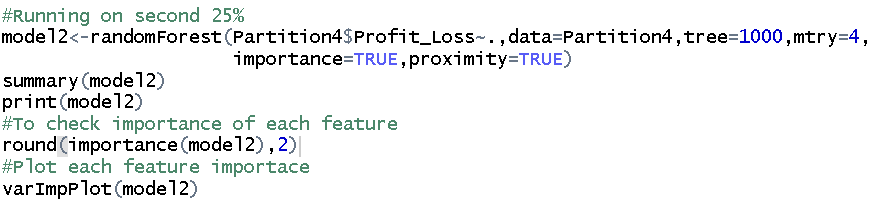 #Running on second 25%
model2<-randomForest(Partition4$Profit_Loss~.,data=Partition4,tree=1000,mtry=4,
importance=TRUE,proximity=TRUE)
summary(model2)
print(model2)
#To check importance of each feature
round(importance(model2),2)
#Plot each feature importace
varImpPlot(model2)